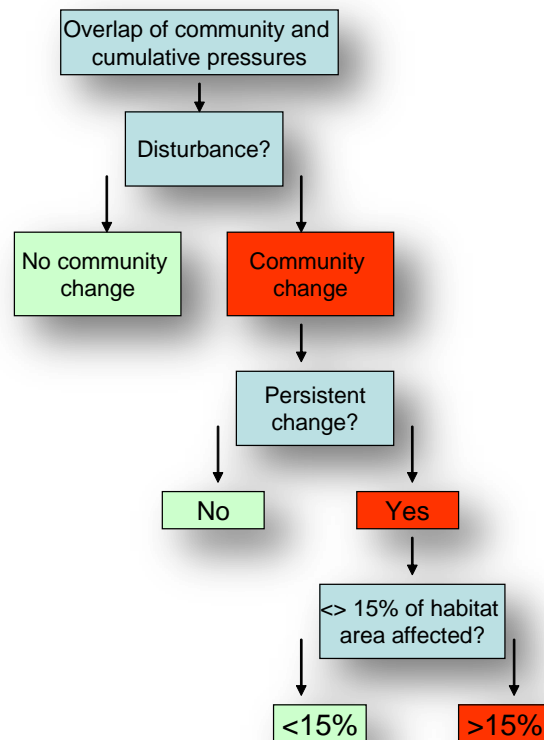 Overlap of community and
cumulative pressures
Disturbance?
No community
change
Community
change
Persistent
change?
No
Yes
<> 15% of habitat
area affected?
<15%
>15%